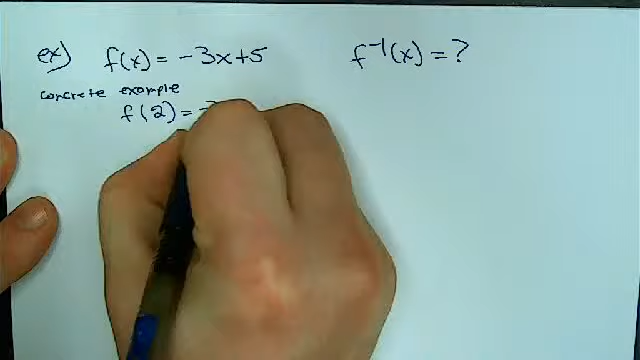 ex) f(x) = -3x+5 f⁻¹(x) = ?
concrete example
f(2) = -